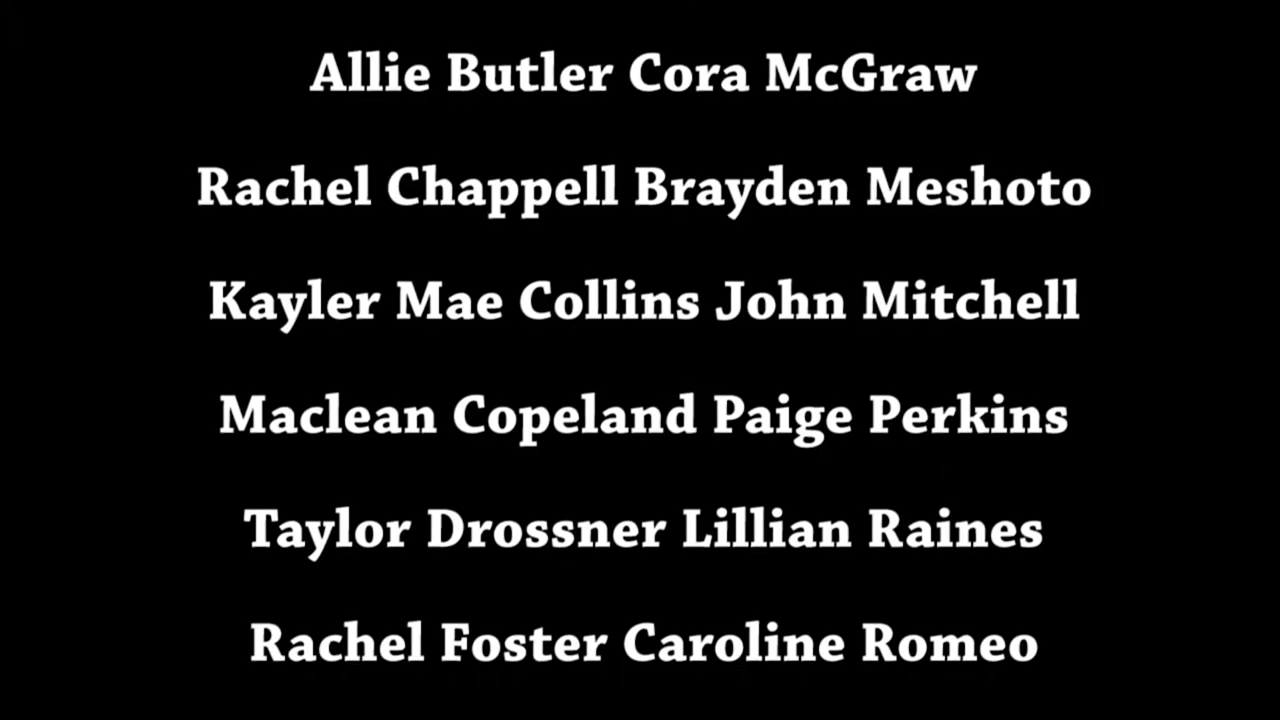 Allie Butler Cora McGraw
Rachel Chappell Brayden Meshoto
Kayler Mae Collins John Mitchell
Maclean Copeland Paige Perkins
Taylor Drossner Lillian Raines
Rachel Foster Caroline Romeo